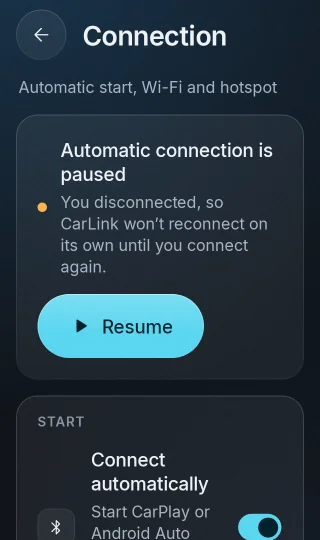 Connection
Automatic start, Wi-Fi and hotspot
Automatic connection is
paused
You disconnected, so
CarLink won’t reconnect on
its own until you connect
again.
Resume
START
Connect
automatically
Start CarPlay or
Android Auto